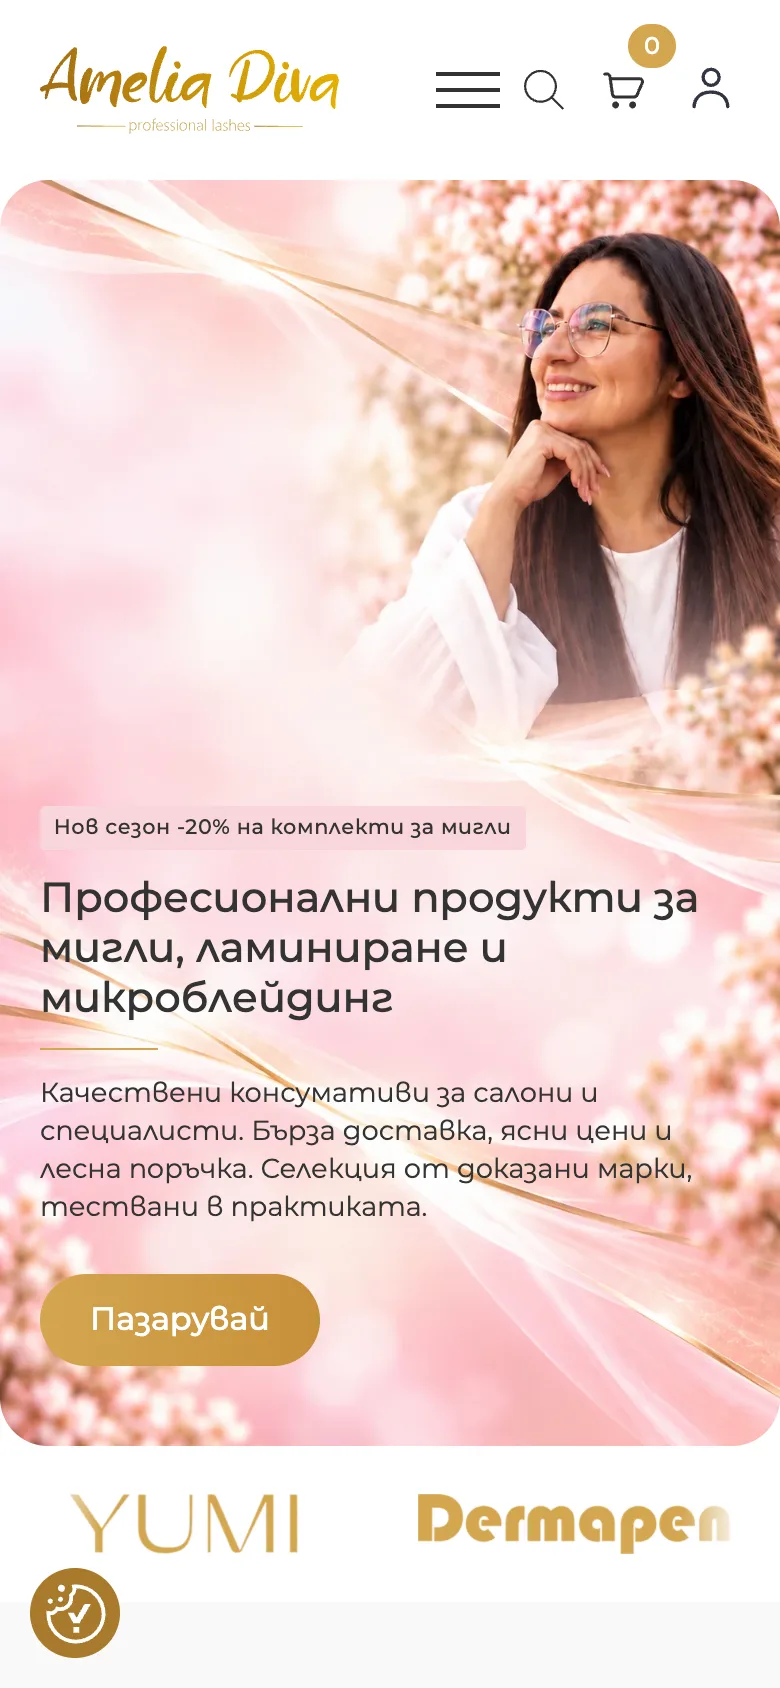 Amelia Diva
professional lashes
0
Нов сезон -20% на комплекти за мигли
Професионални продукти за
мигли, ламиниране и
микроблейдинг
Качествени консумативи за салони и
специалисти. Бърза доставка, ясни цени и
лесна поръчка. Селекция от доказани марки,
тествани в практиката.
Пазарувай
YUMI
Dermapen